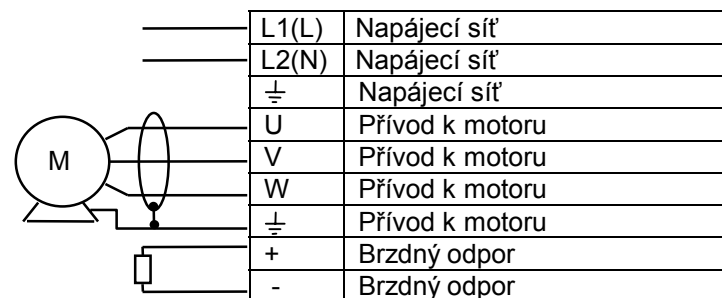 L1(L) Napájecí síť
L2(N) Napájecí síť
⏚ Napájecí síť
U Přívod k motoru
V Přívod k motoru
M
W Přívod k motoru
⏚ Přívod k motoru
+ Brzdný odpor
- Brzdný odpor